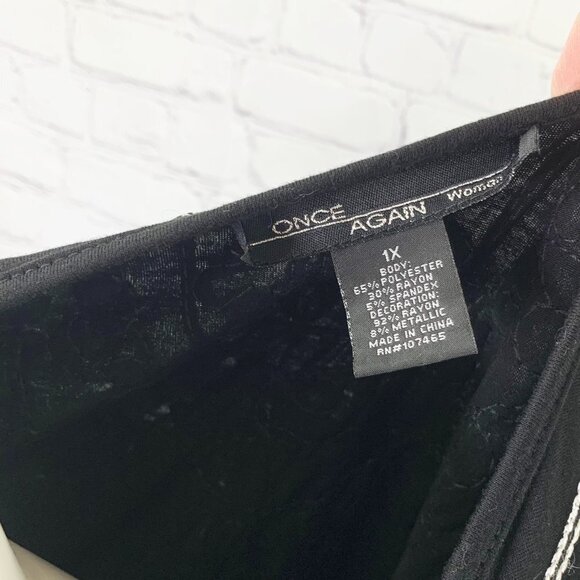 ONCE
AGAIN Woman
1X
BODY:
65% POLYESTER
30% RAYON
5% SPANDEX
DECORATION:
92% RAYON
8% METALLIC
MADE IN CHINA
RN#107465